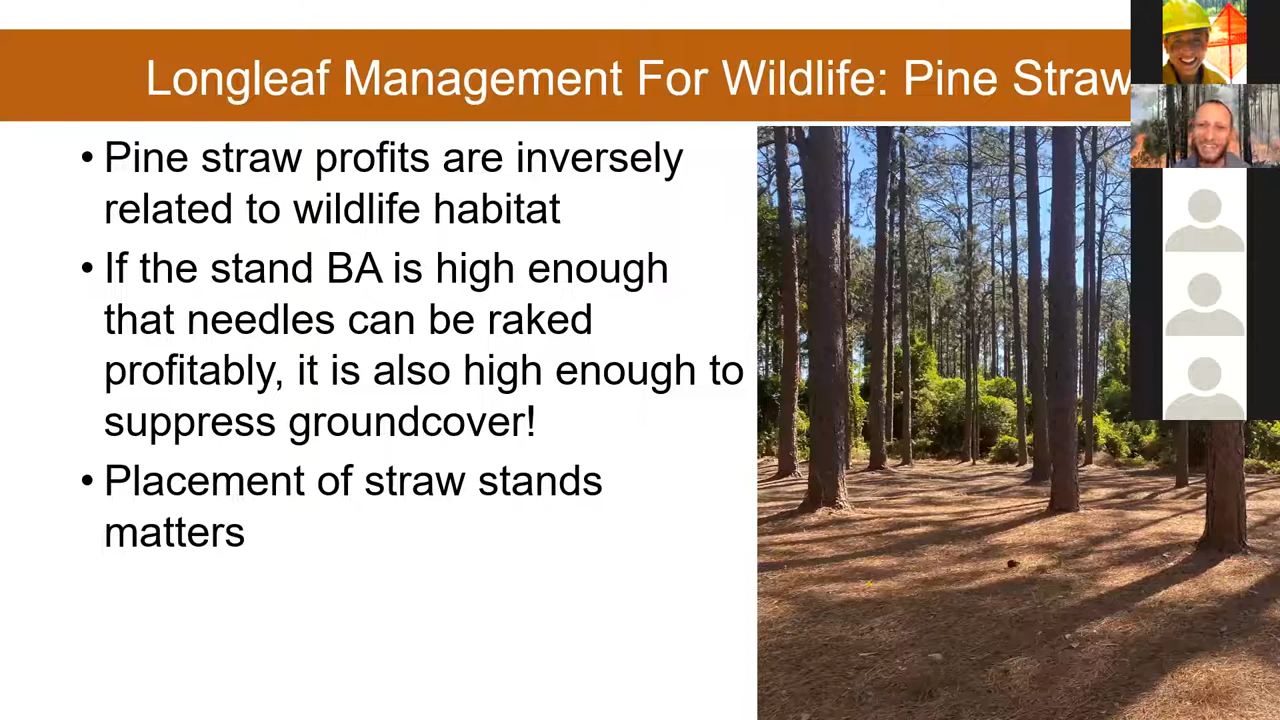 Longleaf Management For Wildlife: Pine Straw
• Pine straw profits are inversely
related to wildlife habitat
• If the stand BA is high enough
that needles can be raked
profitably, it is also high enough to
suppress groundcover!
• Placement of straw stands
matters